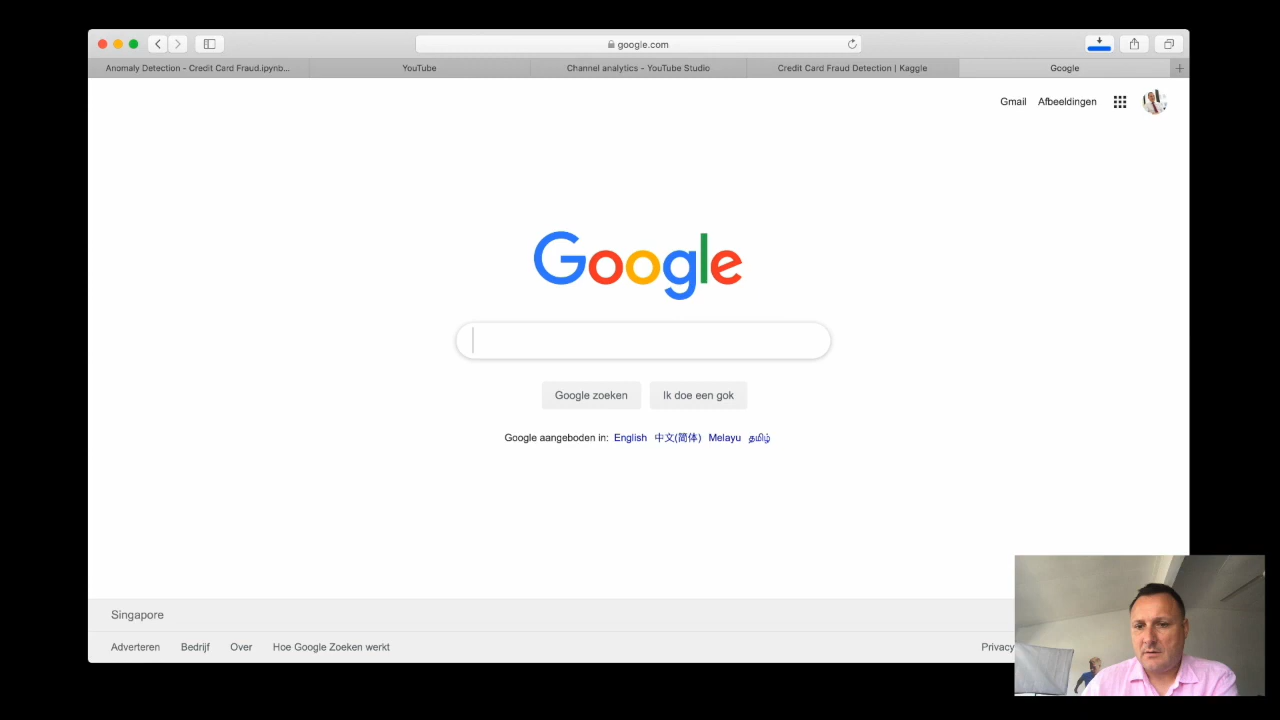 google.com
Anomaly Detection - Credit Card Fraud.ipynb...
YouTube
Channel analytics - YouTube Studio
Credit Card Fraud Detection | Kaggle
Google
Gmail Afbeeldingen
Google
Google zoeken
Ik doe een gok
Google aangeboden in: English 中文(简体) Melayu தமிழ்
Singapore
Adverteren Bedrijf Over Hoe Google Zoeken werkt
Privacy